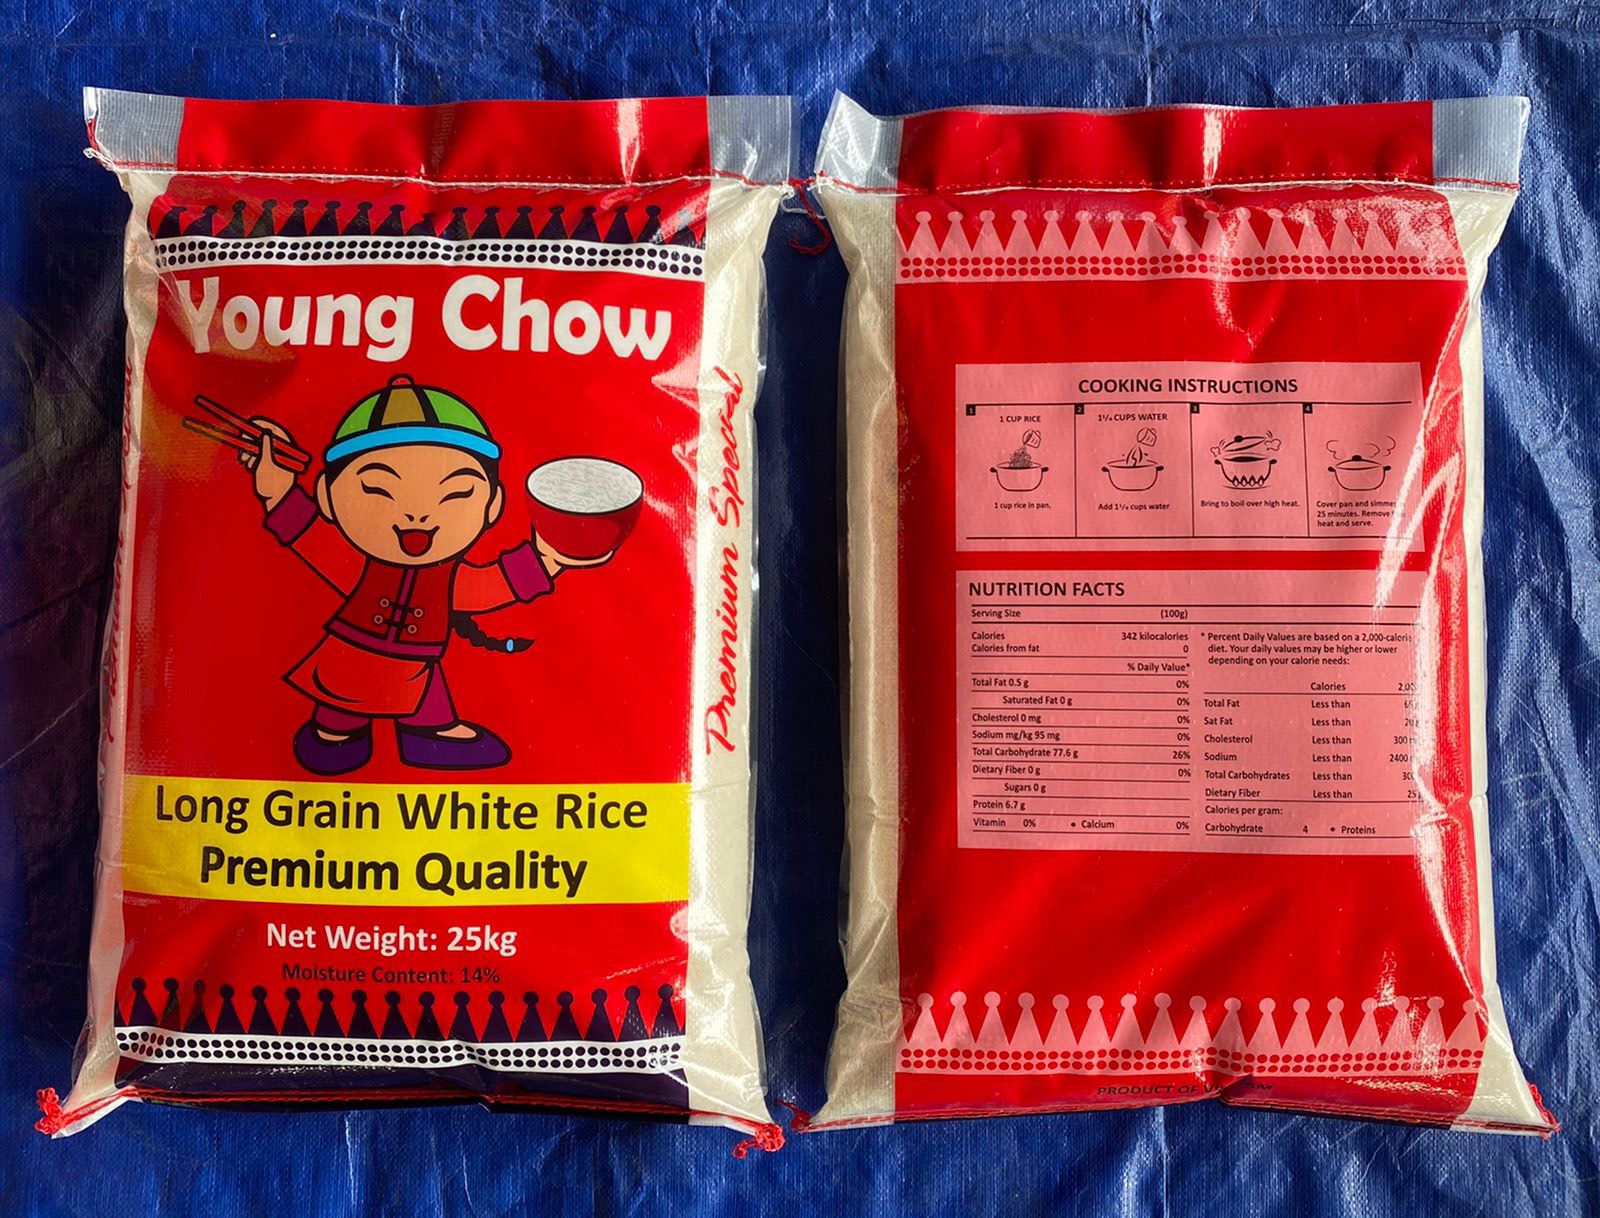 Young Chow
Premium Special
Long Grain White Rice
Premium Quality
Net Weight: 25kg
Moisture Content: 14%
COOKING INSTRUCTIONS
1
1 CUP RICE
1 cup rice in pan.
2
1¹/₄ CUPS WATER
Add 1¹/₄ cups water
3
Bring to boil over high heat.
4
Cover pan and simmer
25 minutes. Remove
heat and serve.
NUTRITION FACTS
Serving Size (100g)
Calories 342 kilocalories
Calories from fat 0
% Daily Value*
Total Fat 0.5 g 0%
Saturated Fat 0 g 0%
Cholesterol 0 mg 0%
Sodium mg/kg 95 mg 0%
Total Carbohydrate 77.6 g 26%
Dietary Fiber 0 g 0%
Sugars 0 g
Protein 6.7 g
Vitamin 0% • Calcium 0%
* Percent Daily Values are based on a 2,000-calorie
diet. Your daily values may be higher or lower
depending on your calorie needs:
Calories
Total Fat Less than
Sat Fat Less than
Cholesterol Less than 300
Sodium Less than 2400
Total Carbohydrates Less than
Dietary Fiber Less than
Calories per gram:
Carbohydrate 4 • Proteins
PRODUCT OF